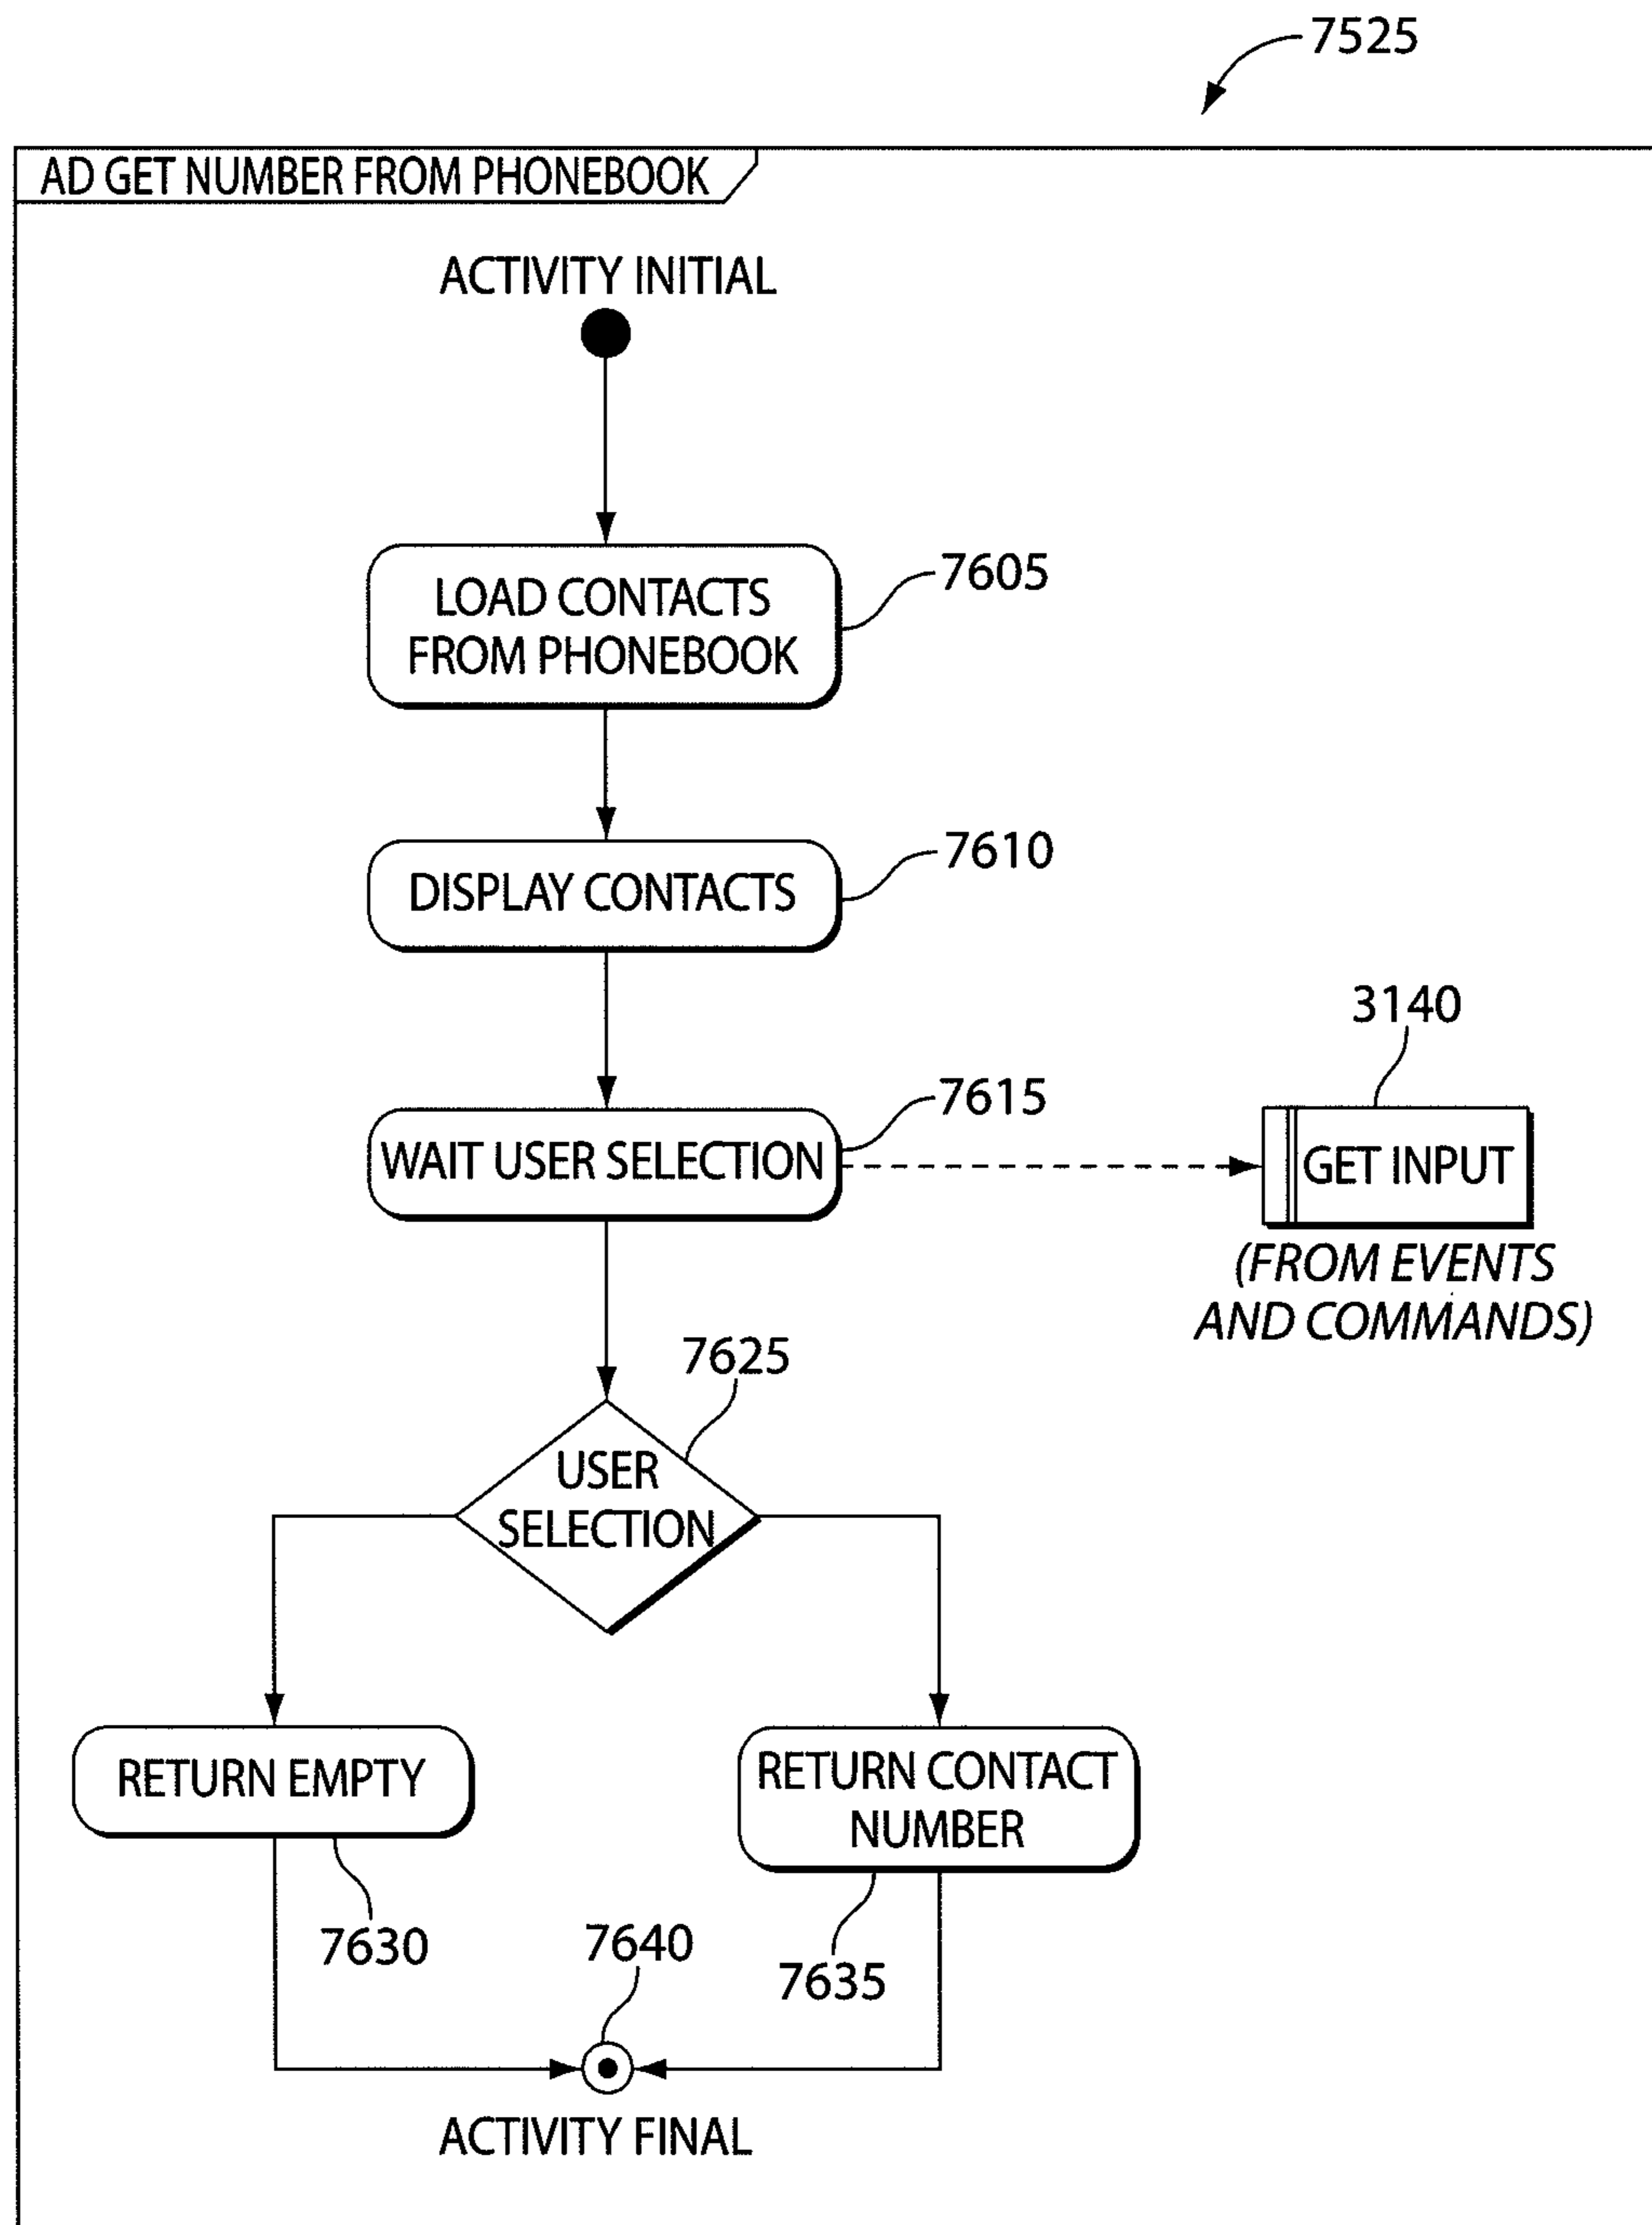 7525
AD GET NUMBER FROM PHONEBOOK
ACTIVITY INITIAL
LOAD CONTACTS
FROM PHONEBOOK
7605
DISPLAY CONTACTS
7610
WAIT USER SELECTION
7615
3140
GET INPUT
(FROM EVENTS
AND COMMANDS)
7625
USER
SELECTION
RETURN EMPTY
7630
RETURN CONTACT
NUMBER
7635
7640
ACTIVITY FINAL